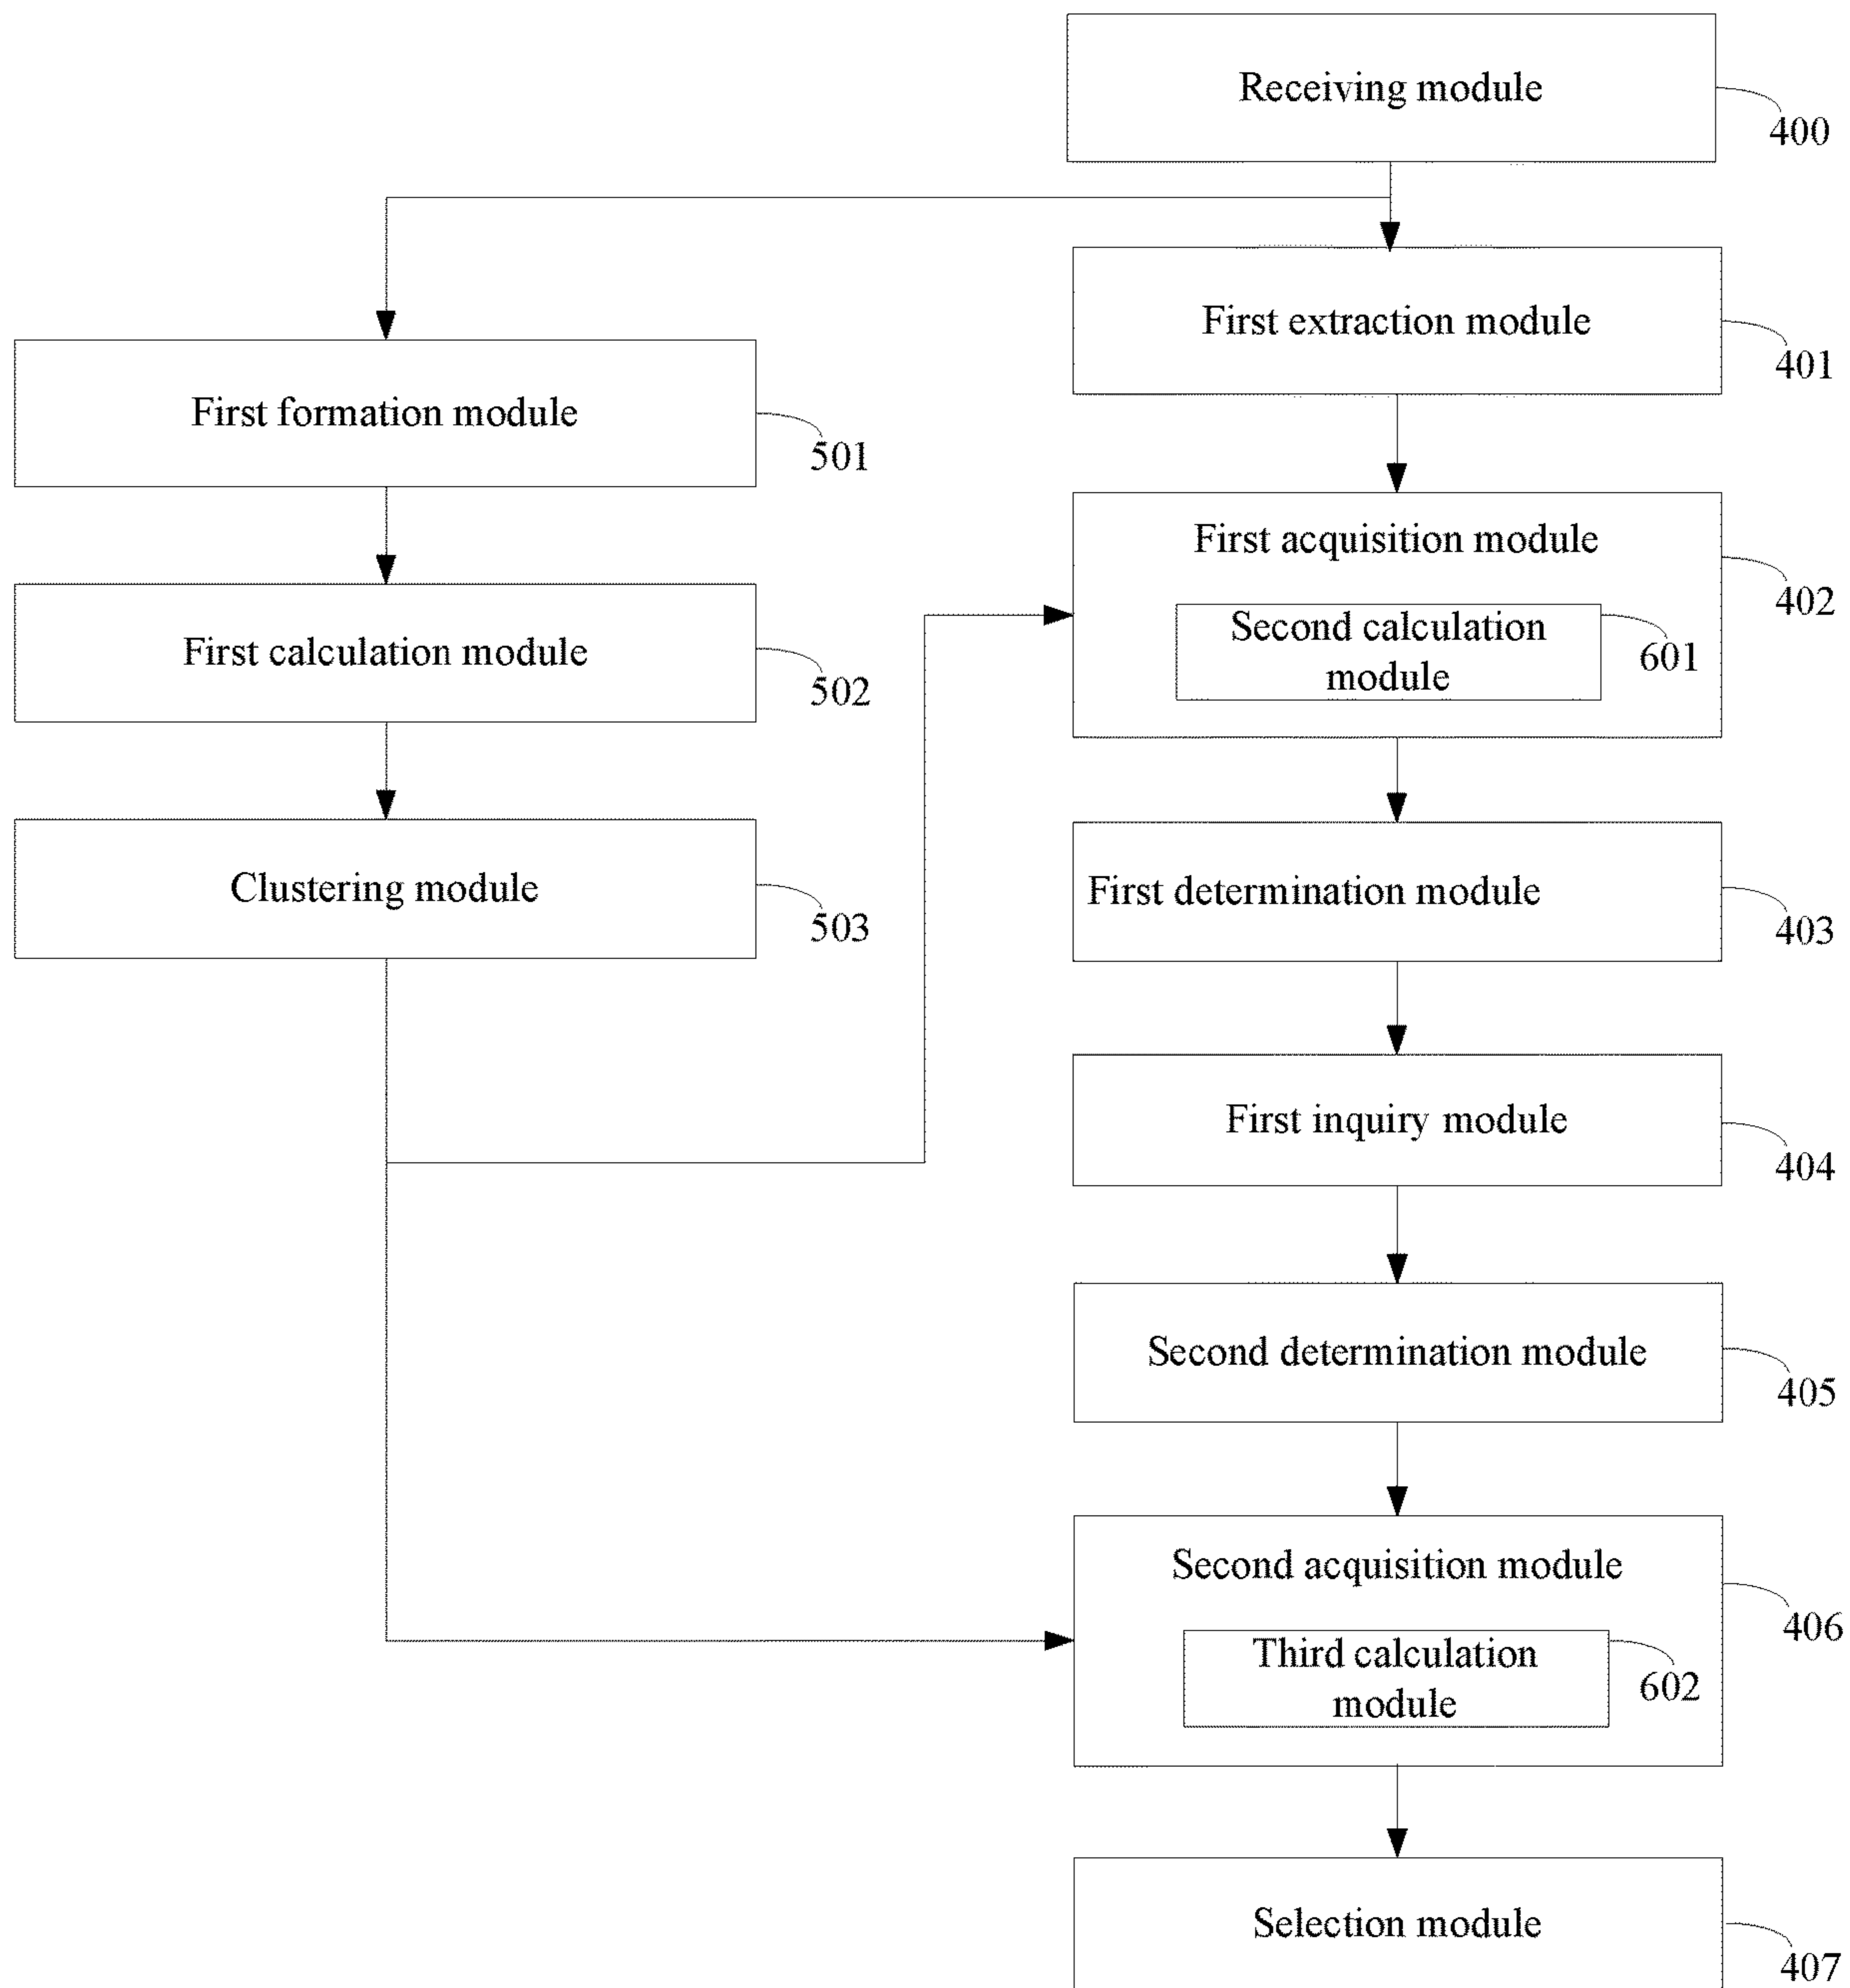 Receiving module
400
First extraction module
401
First formation module
501
First acquisition module
402
Second calculation
module
601
First calculation module
502
First determination module
403
Clustering module
503
First inquiry module
404
Second determination module
405
Second acquisition module
406
Third calculation
module
602
Selection module
407